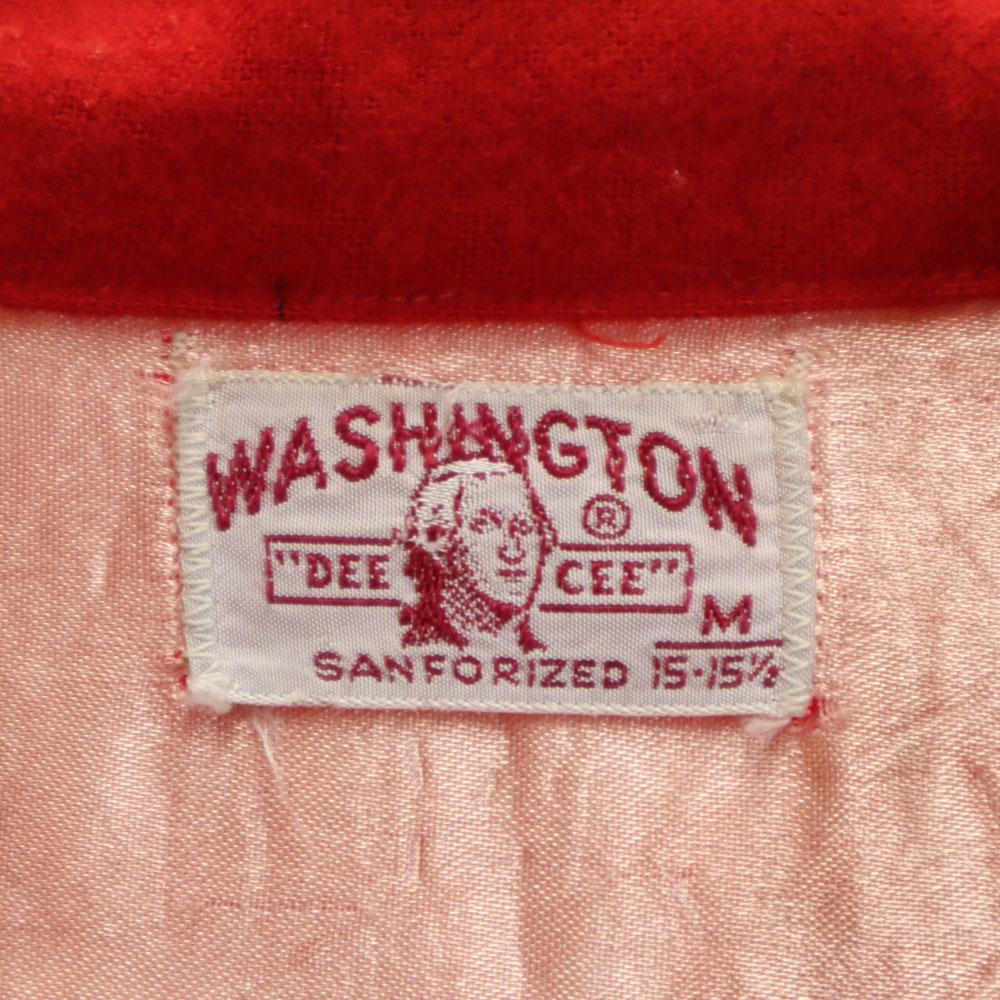 WASHINGTON
®
"DEE CEE"
M
SANFORIZED 15-15½